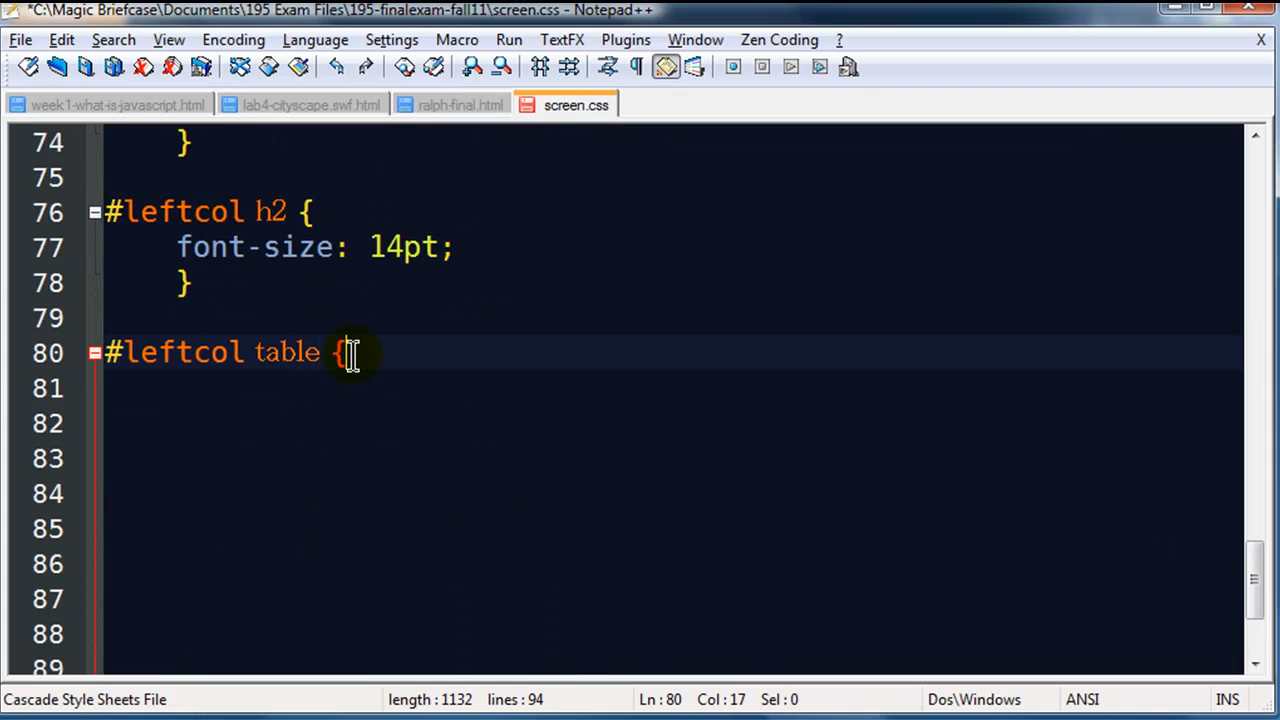 *C:\Magic Briefcase\Documents\195 Exam Files\195-finalexam-fall11\screen.css - Notepad++
File Edit Search View Encoding Language Settings Macro Run TextFX Plugins Window Zen Coding ? X
week1-what-is-javascript.html lab4-cityscape.swf.html ralph-final.html screen.css
74 }
75
76 #leftcol h2 {
77 font-size: 14pt;
78 }
79
80 #leftcol table {
81
82
83
84
85
86
87
88
89
Cascade Style Sheets File length : 1132 lines : 94 Ln : 80 Col : 17 Sel : 0 Dos\Windows ANSI INS